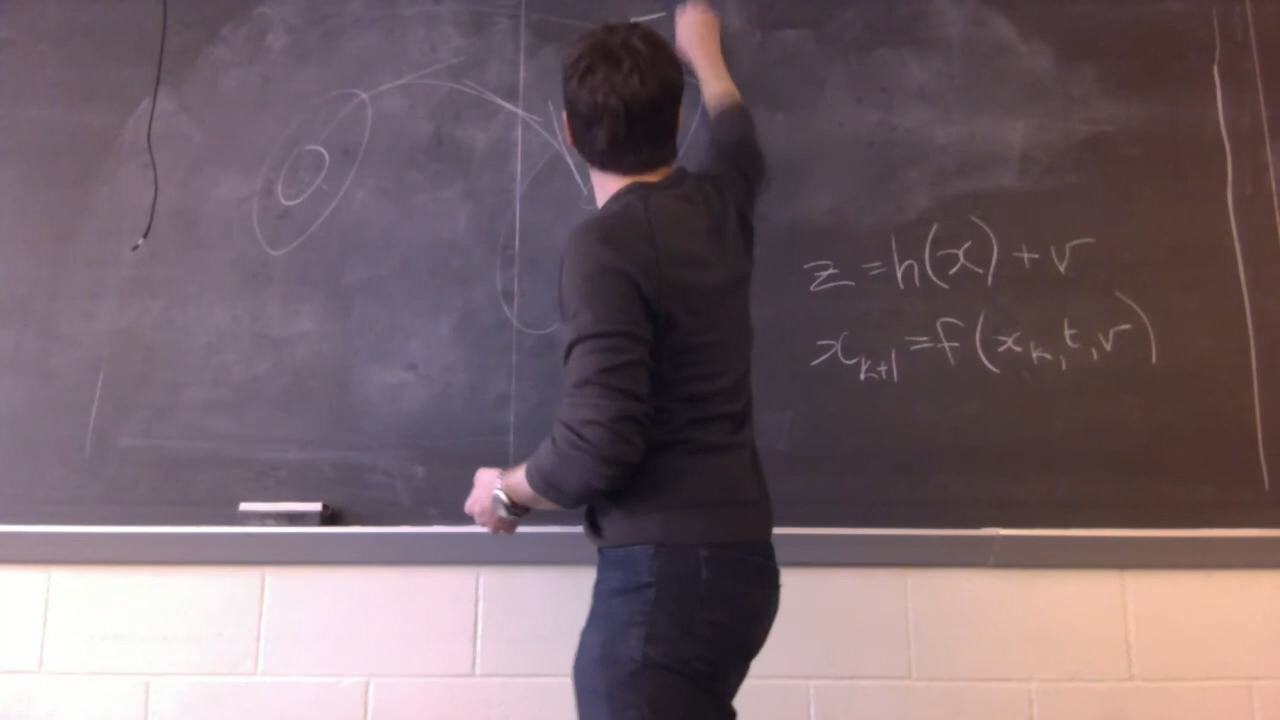 z = h(x) + v
x_{k+1} = f(x_k, t, v)